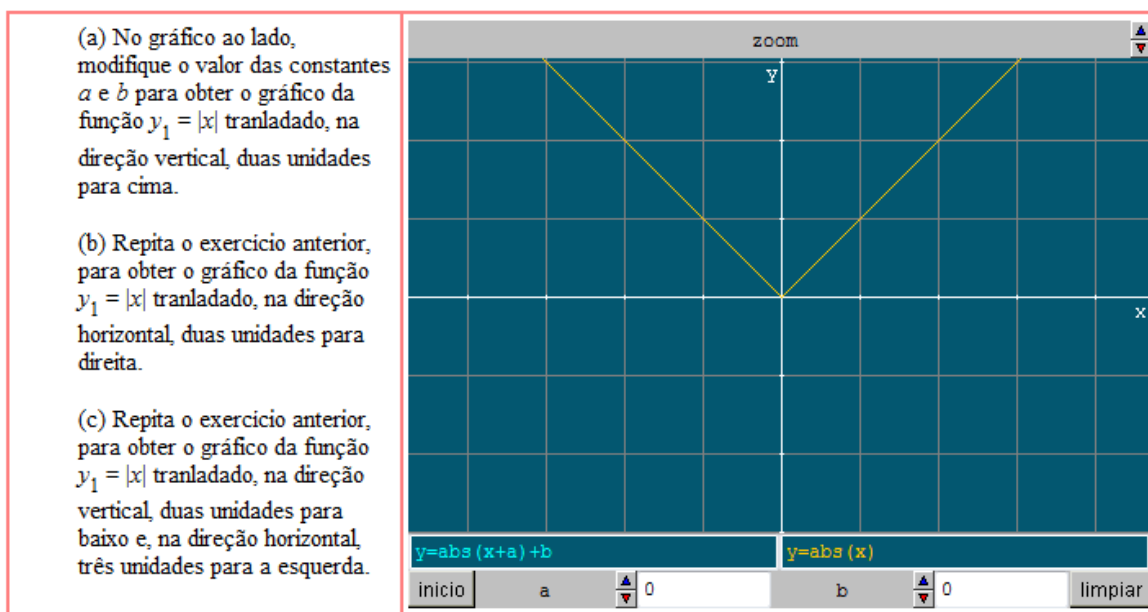 (a) No gráfico ao lado,
modifique o valor das constantes
a e b para obter o gráfico da
função y1 = |x| tranladado, na
direção vertical, duas unidades
para cima.
(b) Repita o exercicio anterior,
para obter o gráfico da função
y1 = |x| tranladado, na direção
horizontal, duas unidades para
direita.
(c) Repita o exercicio anterior,
para obter o gráfico da função
y1 = |x| tranladado, na direção
vertical, duas unidades para
baixo e, na direção horizontal,
três unidades para a esquerda.
zoom
y
x
y=abs(x+a)+b
y=abs(x)
inicio a 0 b 0 limpiar